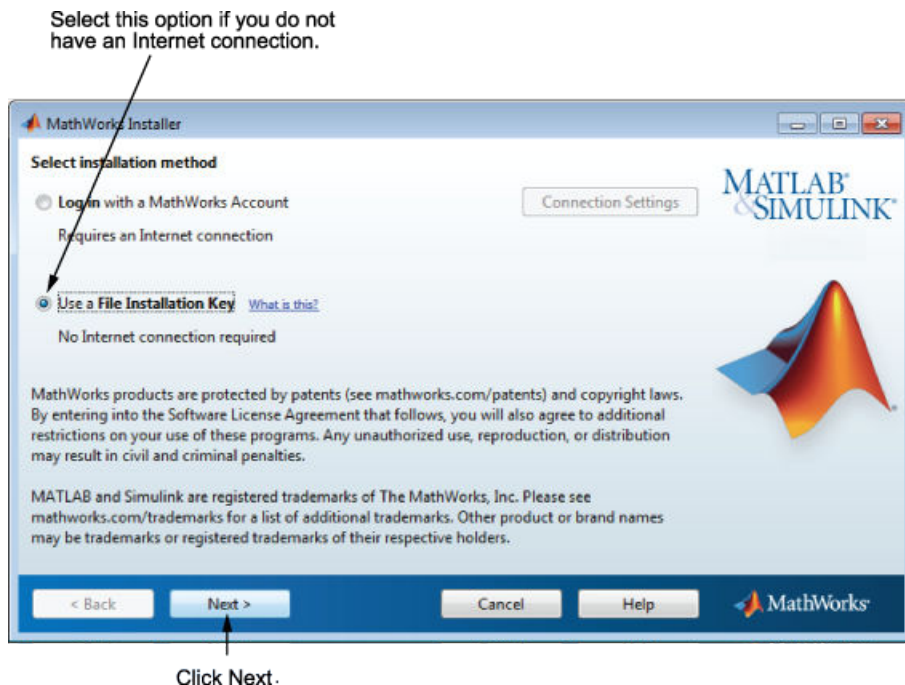 Select this option if you do not
have an Internet connection.
MathWorks Installer
Select installation method
Log in with a MathWorks Account
Connection Settings
Requires an Internet connection
Use a File Installation Key What is this?
No Internet connection required
MATLAB®
&SIMULINK®
MathWorks products are protected by patents (see mathworks.com/patents) and copyright laws.
By entering into the Software License Agreement that follows, you will also agree to additional
restrictions on your use of these programs. Any unauthorized use, reproduction, or distribution
may result in civil and criminal penalties.
MATLAB and Simulink are registered trademarks of The MathWorks, Inc. Please see
mathworks.com/trademarks for a list of additional trademarks. Other product or brand names
may be trademarks or registered trademarks of their respective holders.
< Back
Next >
Cancel
Help
MathWorks®
Click Next.